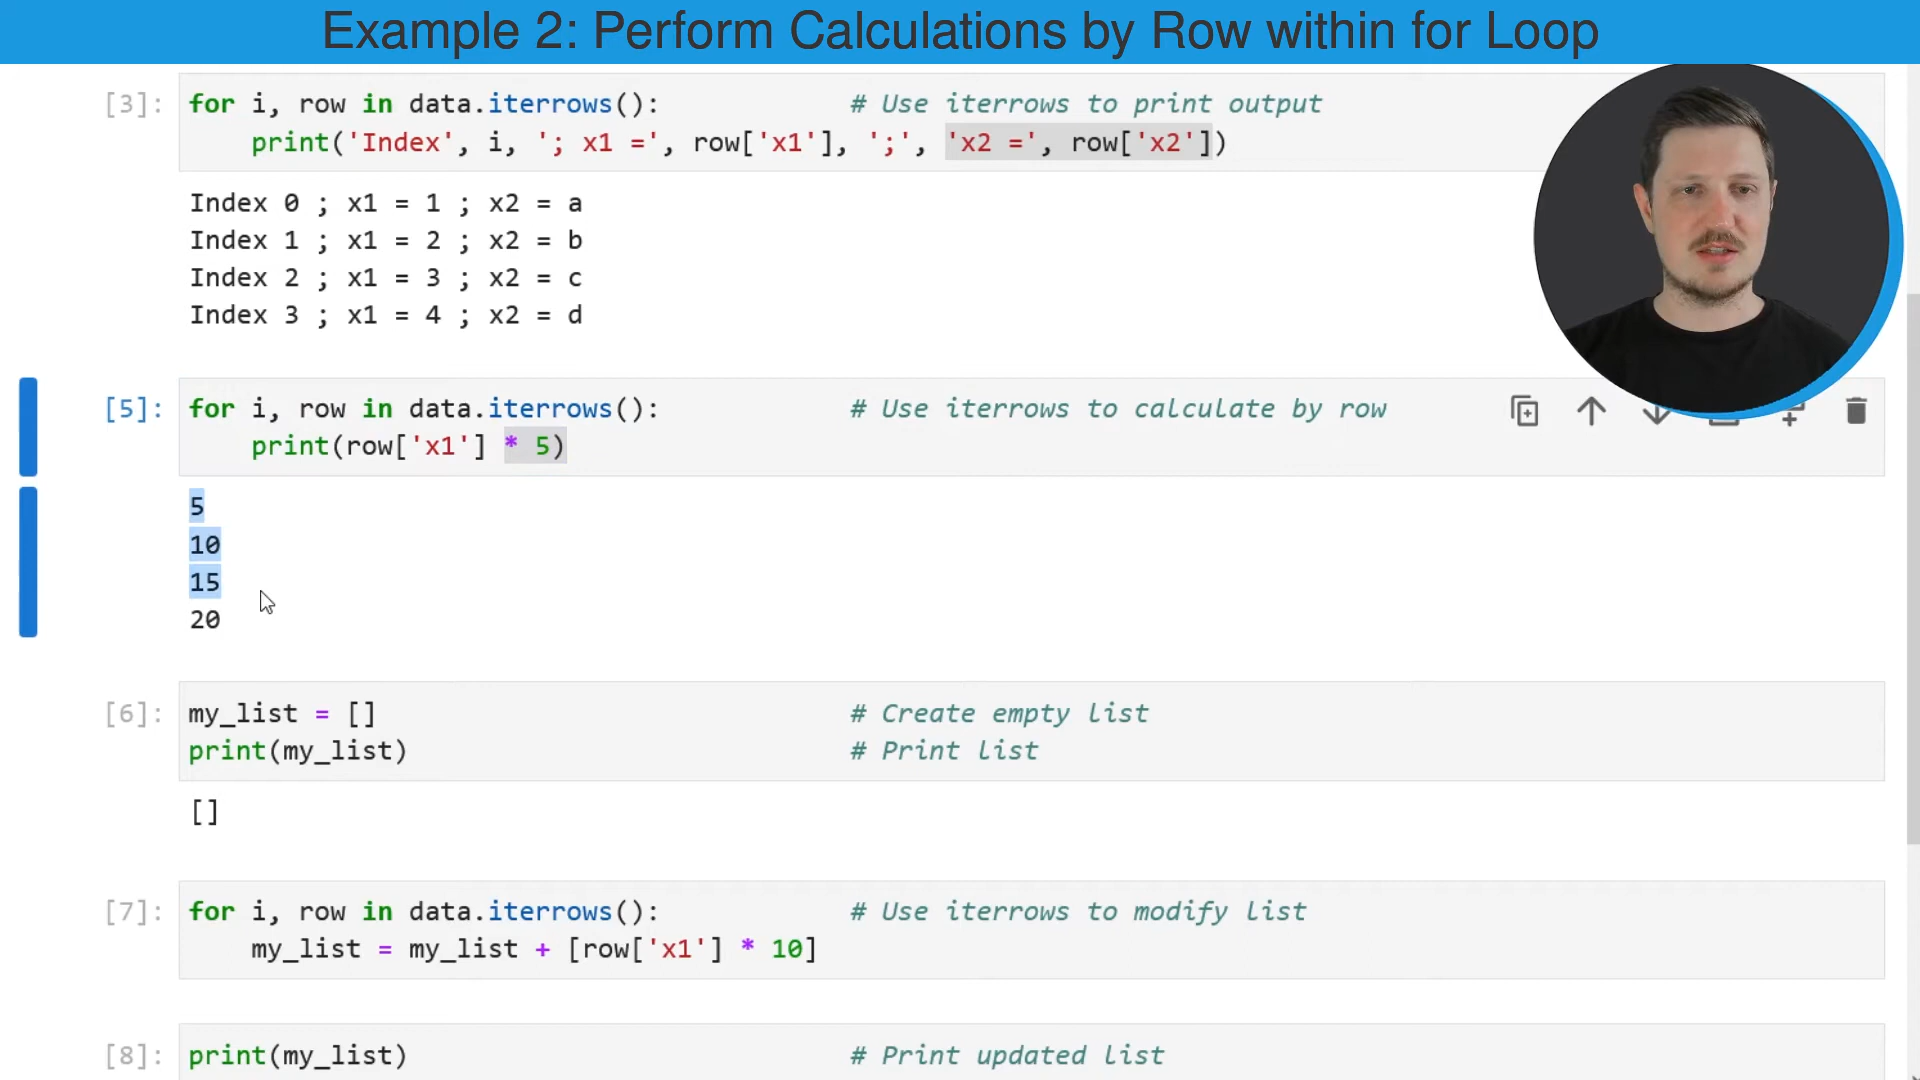 Example 2: Perform Calculations by Row within for Loop
[3]: for i, row in data.iterrows(): # Use iterrows to print output
print('Index', i, '; x1 =', row['x1'], ';', 'x2 =', row['x2'])
Index 0 ; x1 = 1 ; x2 = a
Index 1 ; x1 = 2 ; x2 = b
Index 2 ; x1 = 3 ; x2 = c
Index 3 ; x1 = 4 ; x2 = d
[5]: for i, row in data.iterrows(): # Use iterrows to calculate by row
print(row['x1'] * 5)
5
10
15
20
[6]: my_list = [] # Create empty list
print(my_list) # Print list
[]
[7]: for i, row in data.iterrows(): # Use iterrows to modify list
my_list = my_list + [row['x1'] * 10]
[8]: print(my_list) # Print updated list